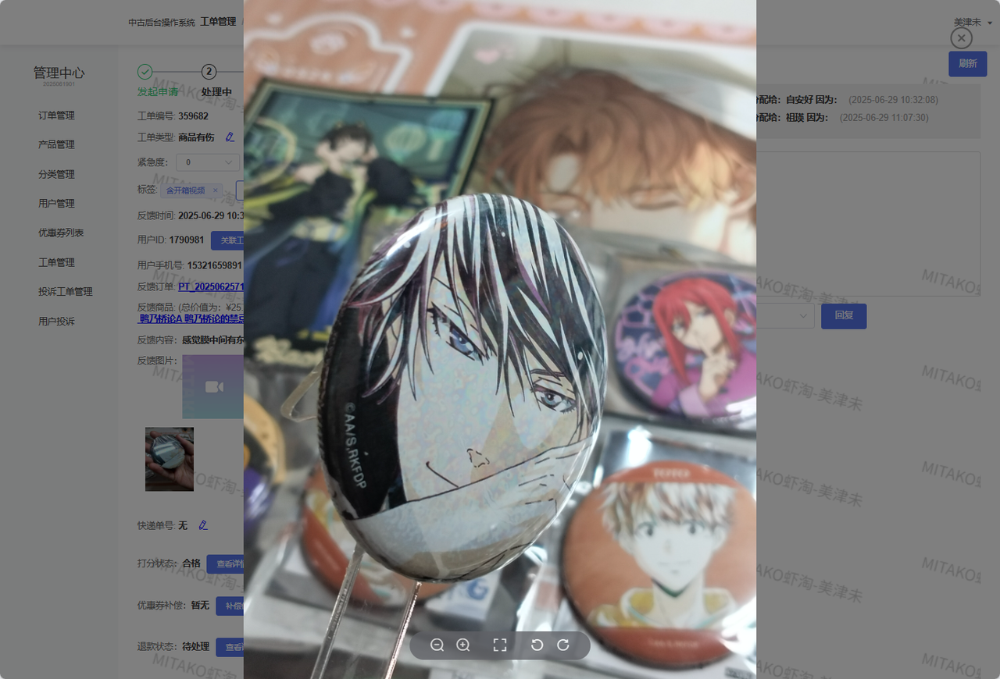 中古后台操作系统 工单管理 /
美津未
管理中心
2025061901
订单管理
产品管理
分类管理
用户管理
优惠券列表
工单管理
投诉工单管理
用户投诉
2
发起申请 处理中
工单编号: 359682
工单类型: 商品有伤
紧急度: 0
标签: 含开箱视频 ×
反馈时间: 2025-06-29 10:3
用户ID: 1790981 关联工
用户手机号: 15321659891
反馈订单: PT_2025062571
反馈商品: (总价值为: ¥25.
鸭乃桥论A 鸭乃桥论的禁忌
反馈内容: 感觉膜中间有东
反馈图片:
快递单号: 无
打分状态: 合格 查看详情
优惠券补偿: 暂无 补偿
退款状态: 待处理 查看
©AA/S,RKFDP
TOTO
刷新
配给: 自安好 因为: (2025-06-29 10:32:08)
配给: 祖瑛 因为: (2025-06-29 11:07:30)
回复
MITAKO虾淘-美津未